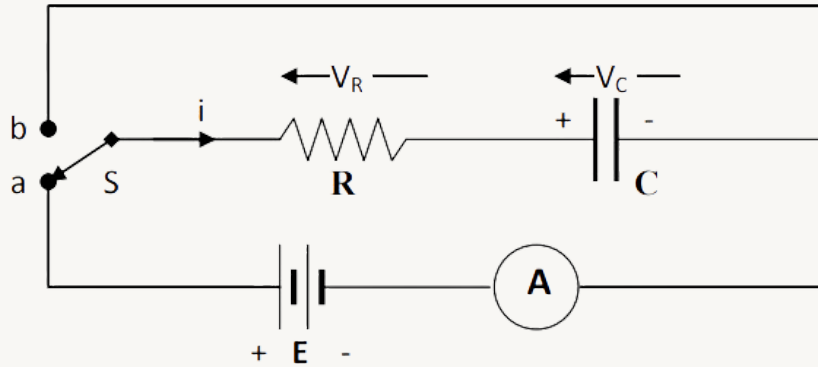 V_R V_C
b i + -
a S R C
A
+ E -